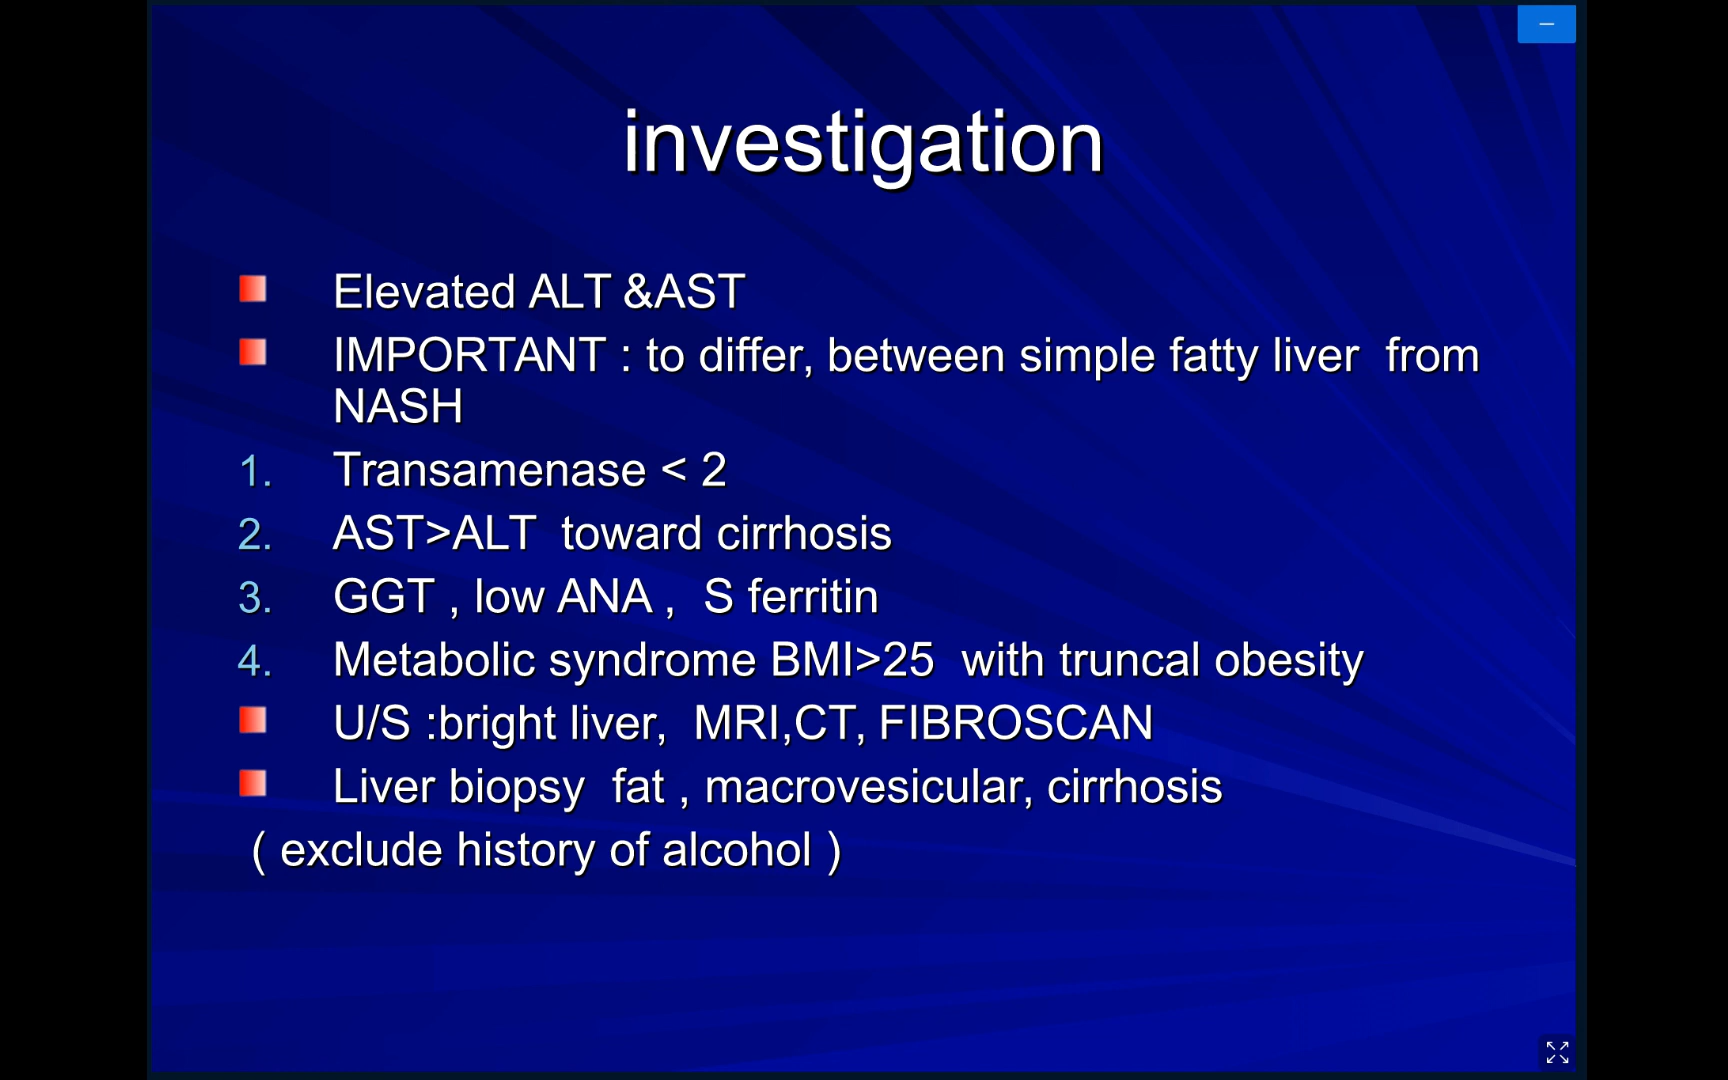 investigation
Elevated ALT &AST
IMPORTANT : to differ, between simple fatty liver from
NASH
1. Transamenase < 2
2. AST>ALT toward cirrhosis
3. GGT , low ANA , S ferritin
4. Metabolic syndrome BMI>25 with truncal obesity
U/S :bright liver, MRI,CT, FIBROSCAN
Liver biopsy fat , macrovesicular, cirrhosis
( exclude history of alcohol )